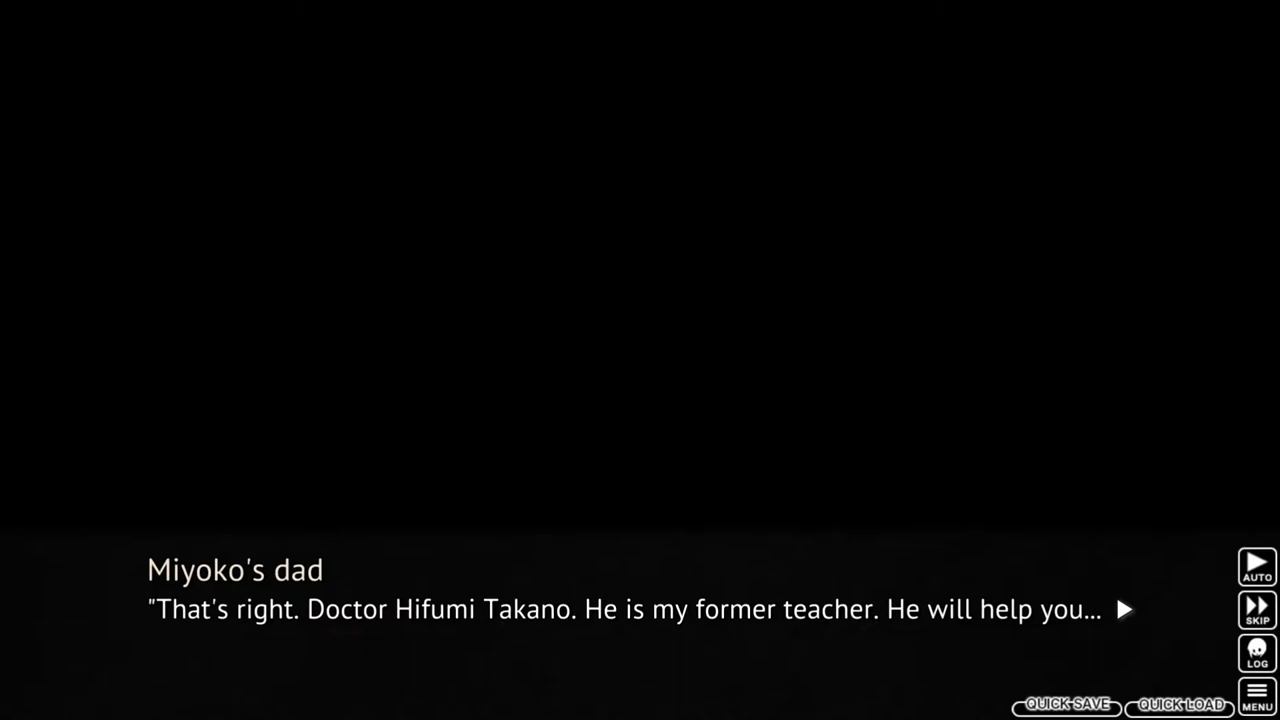 Miyoko's dad
"That's right. Doctor Hifumi Takano. He is my former teacher. He will help you...
AUTO
SKIP
LOG
MENU
QUICK SAVE
QUICK LOAD